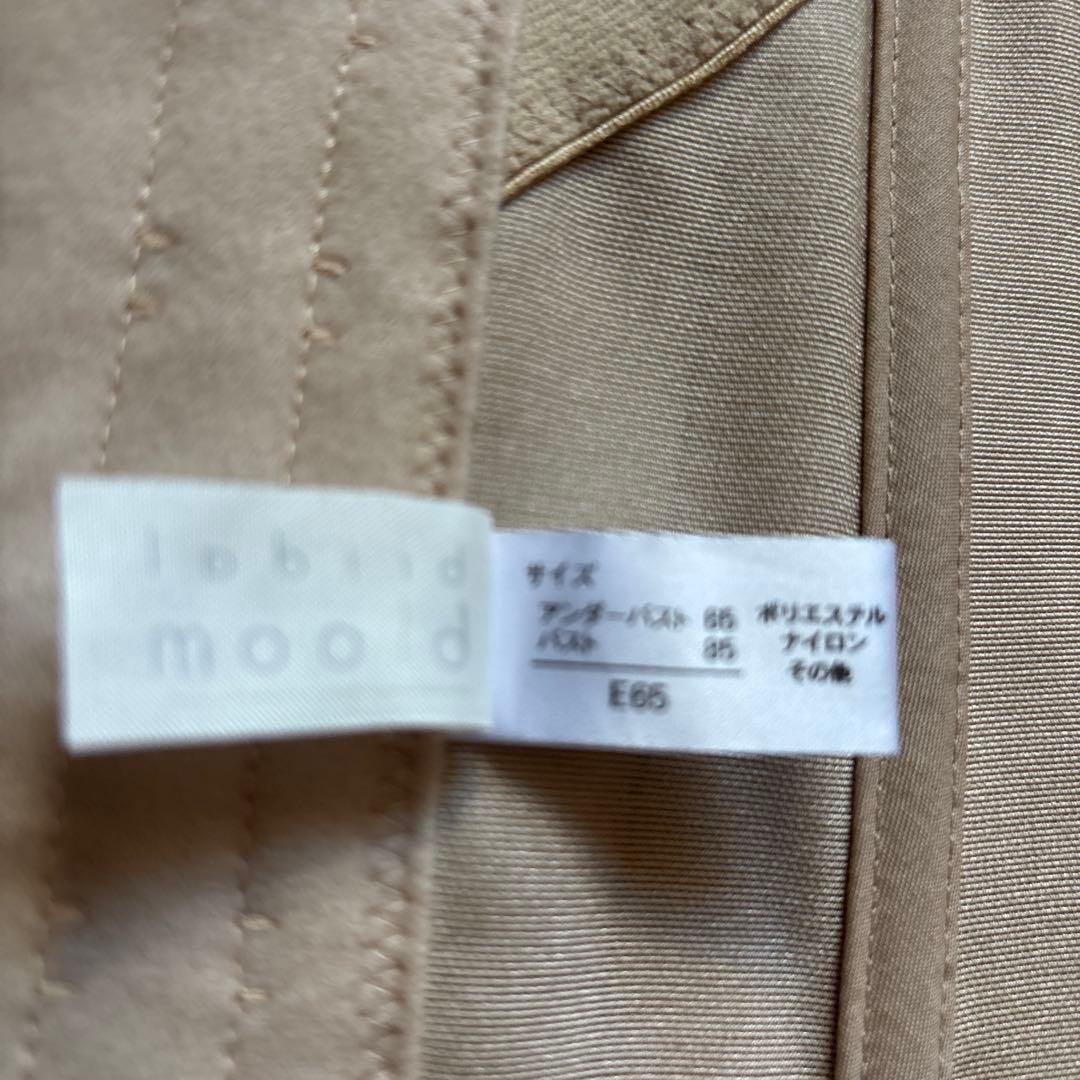 mood
サイズ
アンダーバスト 65
バスト 85
E65
ポリエステル
ナイロン
その他